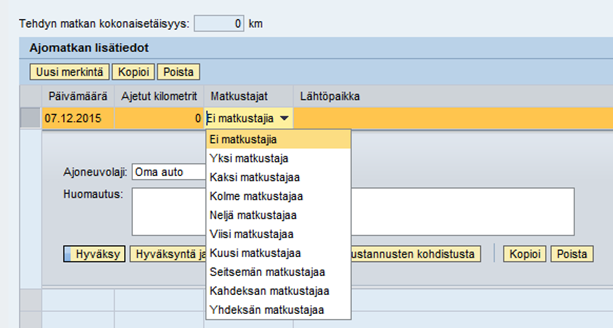 Tehdyn matkan kokonaisetäisyys: 0 km
Ajomatkan lisätiedot
Uusi merkintä Kopioi Poista
Päivämäärä Ajetut kilometrit Matkustajat Lähtöpaikka
07.12.2015 0 Ei matkustajia
Ei matkustajia
Yksi matkustaja
Ajoneuvolaji: Oma auto
Kaksi matkustajaa
Huomautus:
Kolme matkustajaa
Neljä matkustajaa
Viisi matkustajaa
Hyväksy Hyväksyntä ja Kuusi matkustajaa ustannusten kohdistusta Kopioi Poista
Seitsemän matkustajaa
Kahdeksan matkustajaa
Yhdeksän matkustajaa